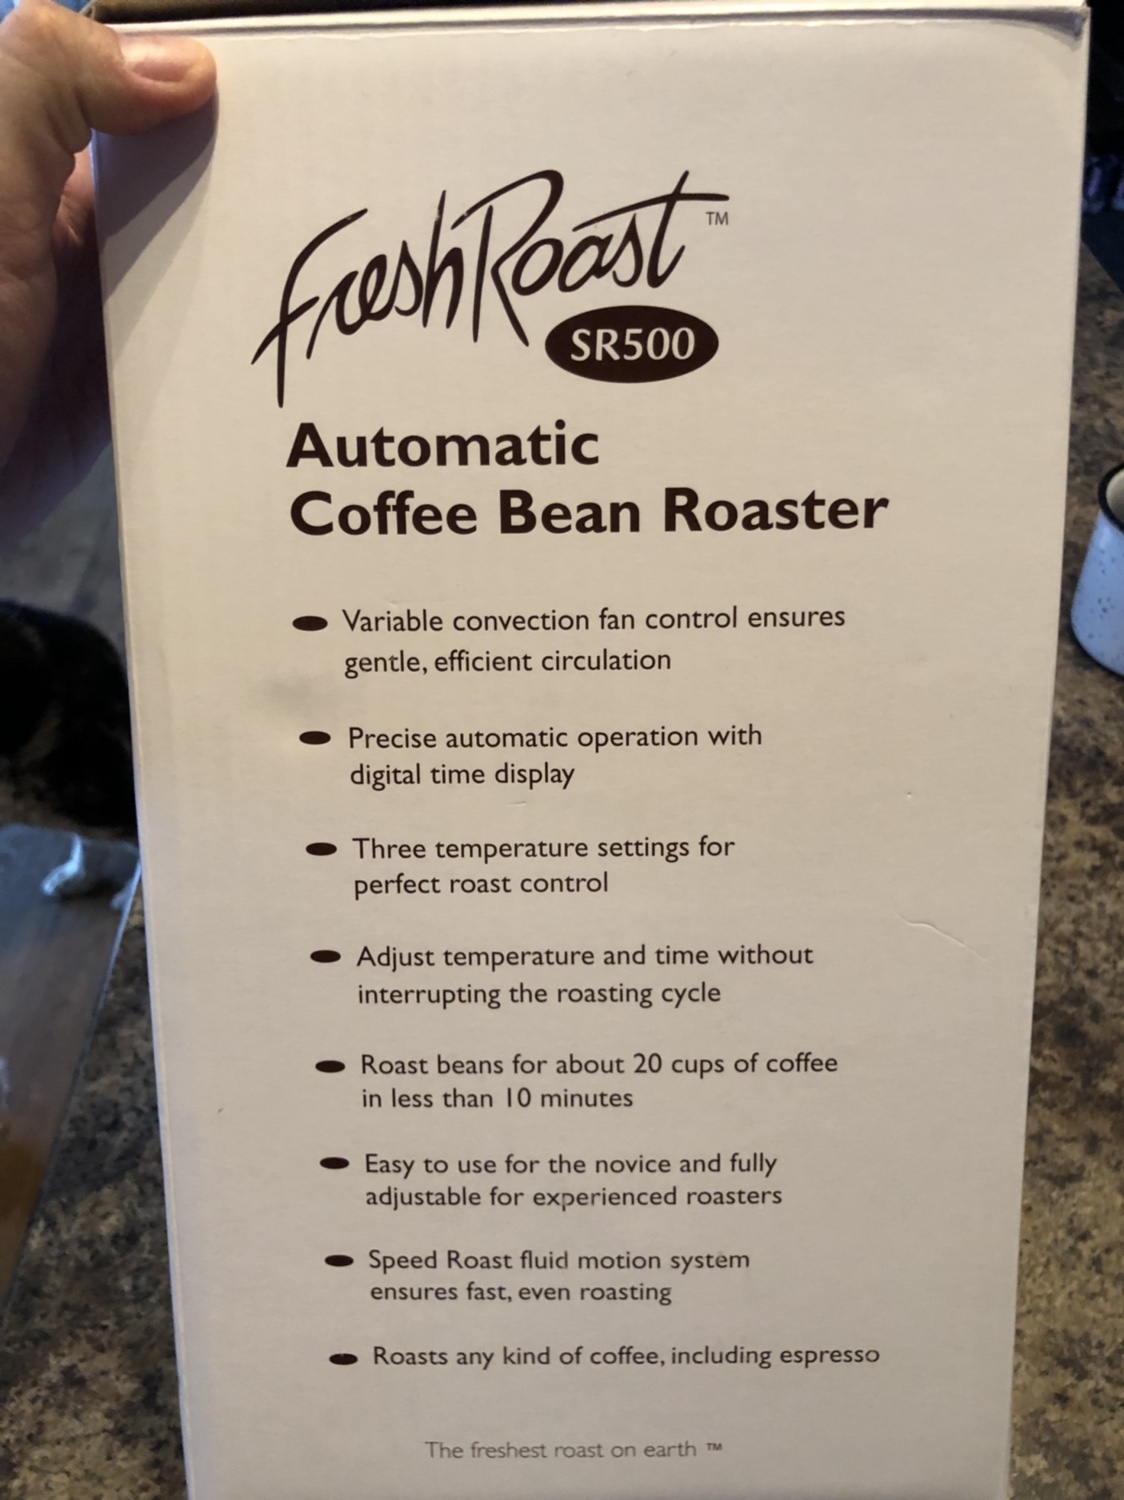 FreshRoast™
SR500
Automatic
Coffee Bean Roaster
Variable convection fan control ensures
gentle, efficient circulation
Precise automatic operation with
digital time display
Three temperature settings for
perfect roast control
Adjust temperature and time without
interrupting the roasting cycle
Roast beans for about 20 cups of coffee
in less than 10 minutes
Easy to use for the novice and fully
adjustable for experienced roasters
Speed Roast fluid motion system
ensures fast, even roasting
Roasts any kind of coffee, including espresso
The freshest roast on earth ™